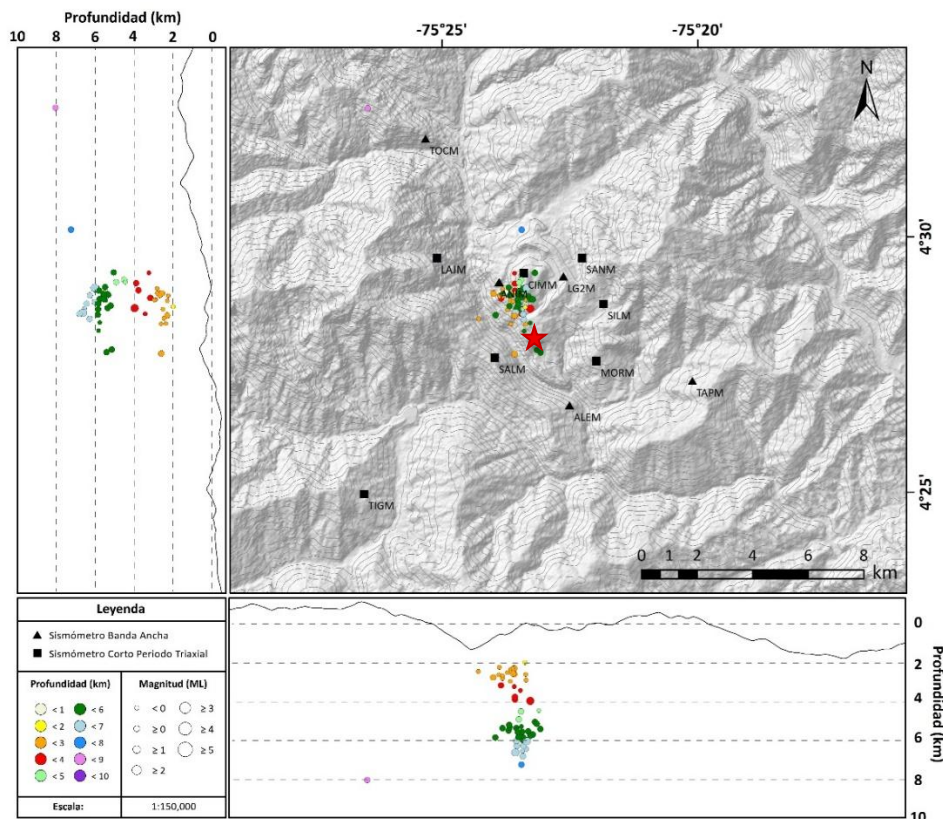 Profundidad (km)
10 8 6 4 2 0
-75°25' -75°20'
N
TOCM
4°30'
LAJM
SANM
CIMM
LG2M
SILM
SALM
MORM
TAPM
ALEM
4°25'
TIGM
0 1 2 4 6 8
km
Leyenda
Sismómetro Banda Ancha
Sismómetro Corto Periodo Triaxial
Profundidad (km) Magnitud (ML)
< 1 < 6 < 0 ≥ 3
< 2 < 7 ≥ 0 ≥ 4
< 3 < 8 ≥ 1 ≥ 5
< 4 < 9 ≥ 2
< 5 < 10
Escala: 1:150,000
0
2
4
6
8
10
Profundidad (km)